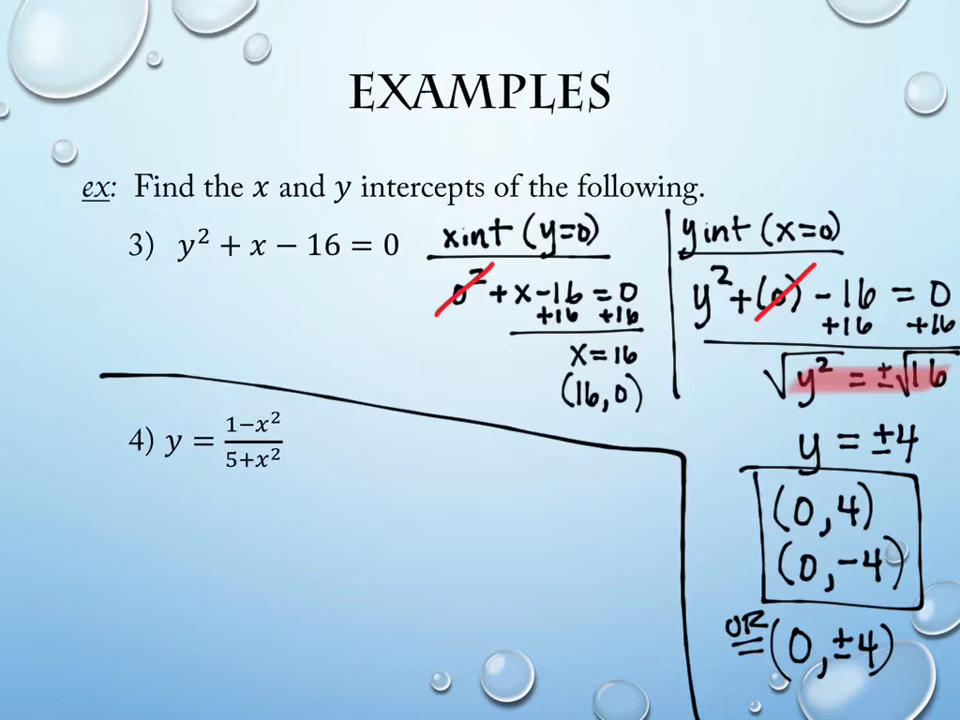 EXAMPLES
ex: Find the x and y intercepts of the following.
3) y² + x − 16 = 0
xint (y=0)
0² + x − 16 = 0
+16 +16
x = 16
(16, 0)
yint (x=0)
y² + (0) − 16 = 0
+16 +16
√y² = ±√16
y = ±4
(0, 4)
(0, −4)
OR (0, ±4)
4) y = (1−x²)/(5+x²)